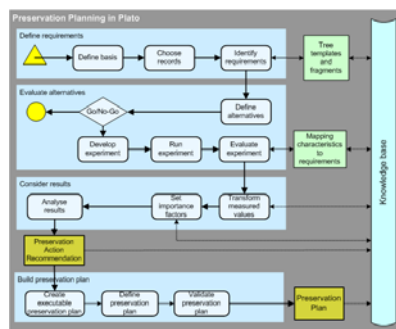 Preservation Planning in Plato
Define requirements
Define basis
Choose
records
Identify
requirements
Tree
templates
and
fragments
Evaluate alternatives
Go/No-Go
Define
alternatives
Develop
experiment
Run
experiment
Evaluate
experiment
Mapping
characteristics
to
requirements
Knowledge base
Consider results
Analyse
results
Set
importance
factors
Transform
measured
values
Preservation
Action
Recommendation
Build preservation plan
Create
executable
preservation plan
Define
preservation
plan
Validate
preservation
plan
Preservation
Plan